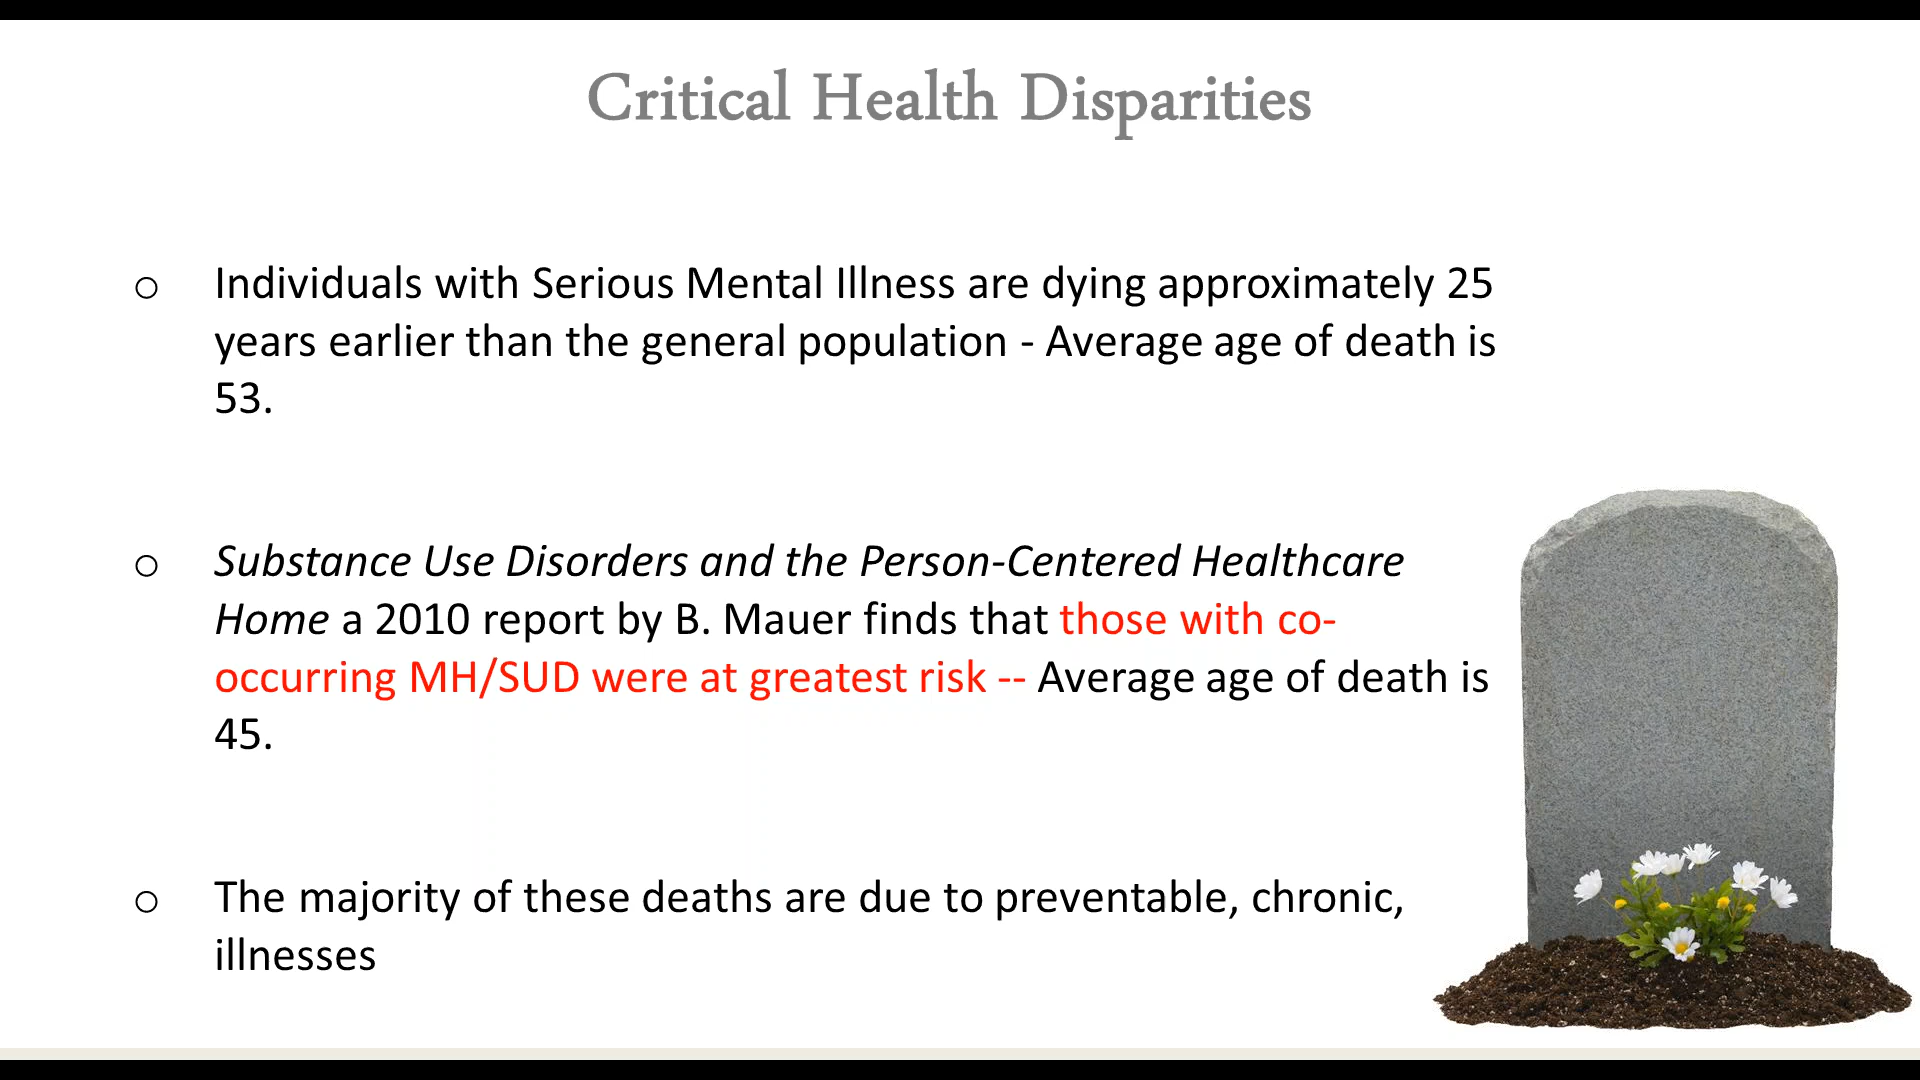 Critical Health Disparities
o Individuals with Serious Mental Illness are dying approximately 25
years earlier than the general population - Average age of death is
53.
o Substance Use Disorders and the Person-Centered Healthcare
Home a 2010 report by B. Mauer finds that those with co-
occurring MH/SUD were at greatest risk -- Average age of death is
45.
o The majority of these deaths are due to preventable, chronic,
illnesses